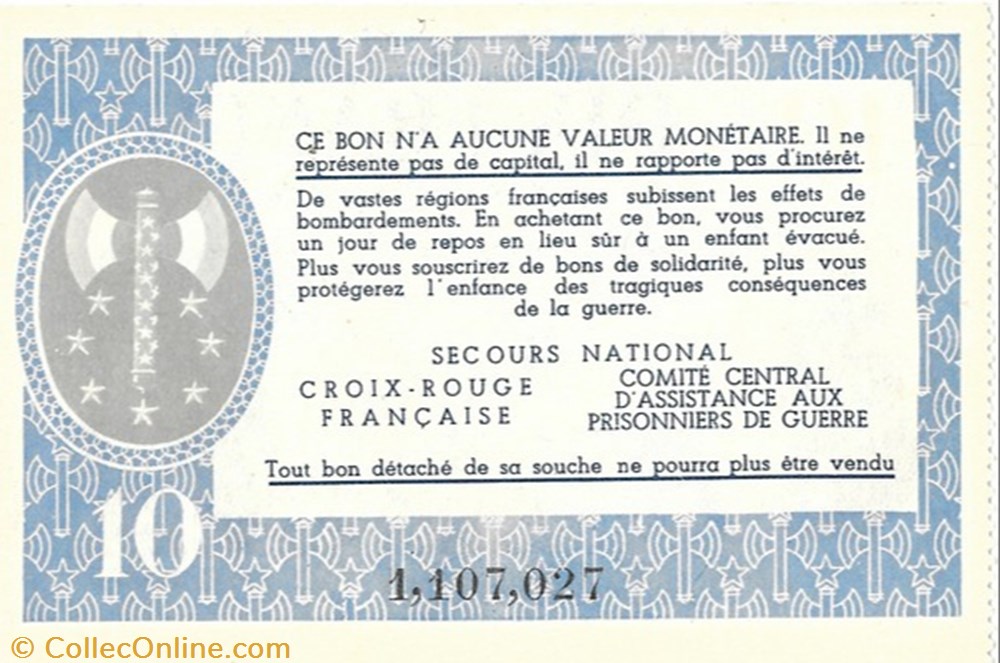 CE BON N'A AUCUNE VALEUR MONÉTAIRE. Il ne
représente pas de capital, il ne rapporte pas d'intérêt.
De vastes régions françaises subissent les effets de
bombardements. En achetant ce bon, vous procurez
un jour de repos en lieu sûr à un enfant évacué.
Plus vous souscrirez de bons de solidarité, plus vous
protégerez l'enfance des tragiques conséquences
de la guerre.
SECOURS NATIONAL
CROIX-ROUGE
FRANÇAISE
COMITÉ CENTRAL
D'ASSISTANCE AUX
PRISONNIERS DE GUERRE
Tout bon détaché de sa souche ne pourra plus être vendu
10
1,107,027
© CollecOnline.com